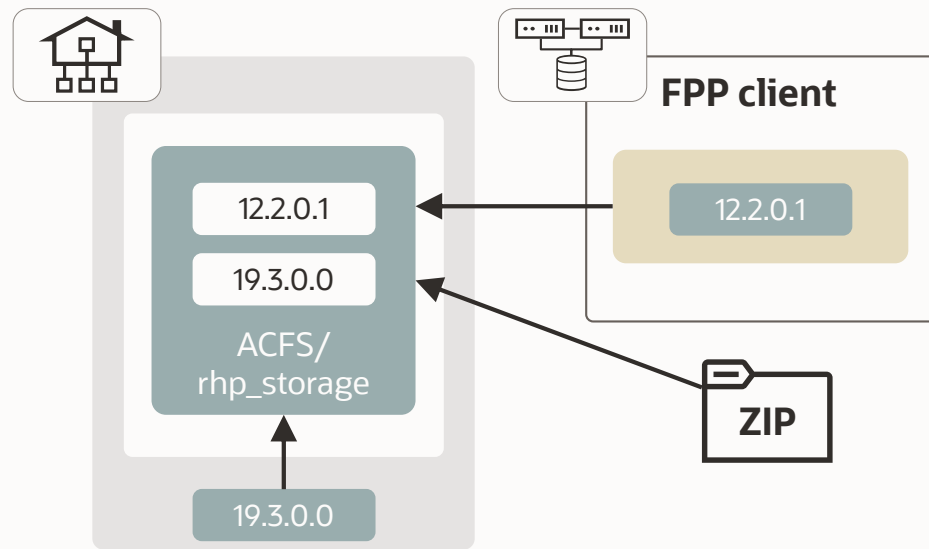 FPP client
12.2.0.1
12.2.0.1
19.3.0.0
ACFS/
rhp_storage
ZIP
19.3.0.0